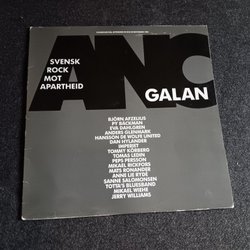 SVENSK
ROCK
MOT
APARTHEID
ANC
GALAN
BJÖRN AFZELIUS
PY BÄCKMAN
EVA DAHLGREN
ANDERS GLENMARK
HANSSON DE WOLFE UNITED
DAN HYLANDER
IMPERIET
TOMMY KÖRBERG
TOMAS LEDIN
PEPS PERSSON
MIKAEL RICKFORS
MATS RONANDER
ANNE LIE RYDÉ
SANNE SALOMONSEN
TOTTA'S BLUESBAND
MIKAEL WIEHE
JERRY WILLIAMS